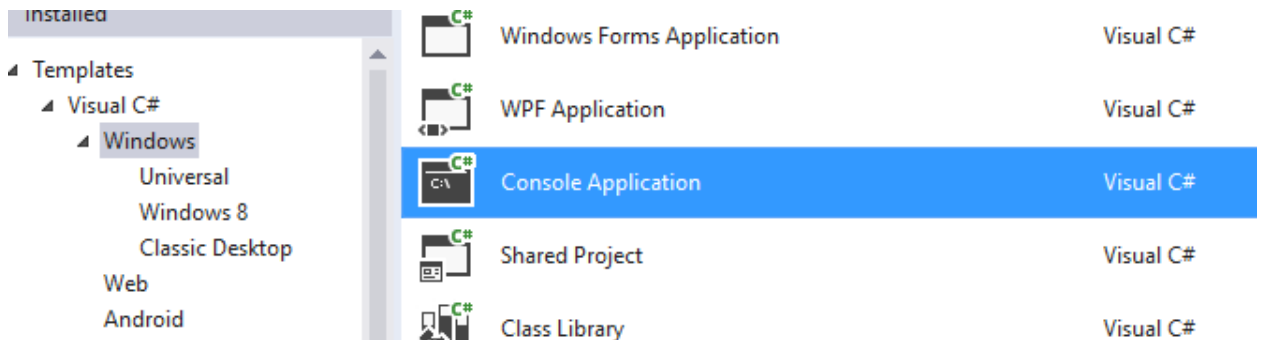 Installed
Templates
Visual C#
Windows
Universal
Windows 8
Classic Desktop
Web
Android
C#
Windows Forms Application Visual C#
C#
WPF Application Visual C#
C#
C:\
Console Application Visual C#
C#
Shared Project Visual C#
C#
Class Library Visual C#